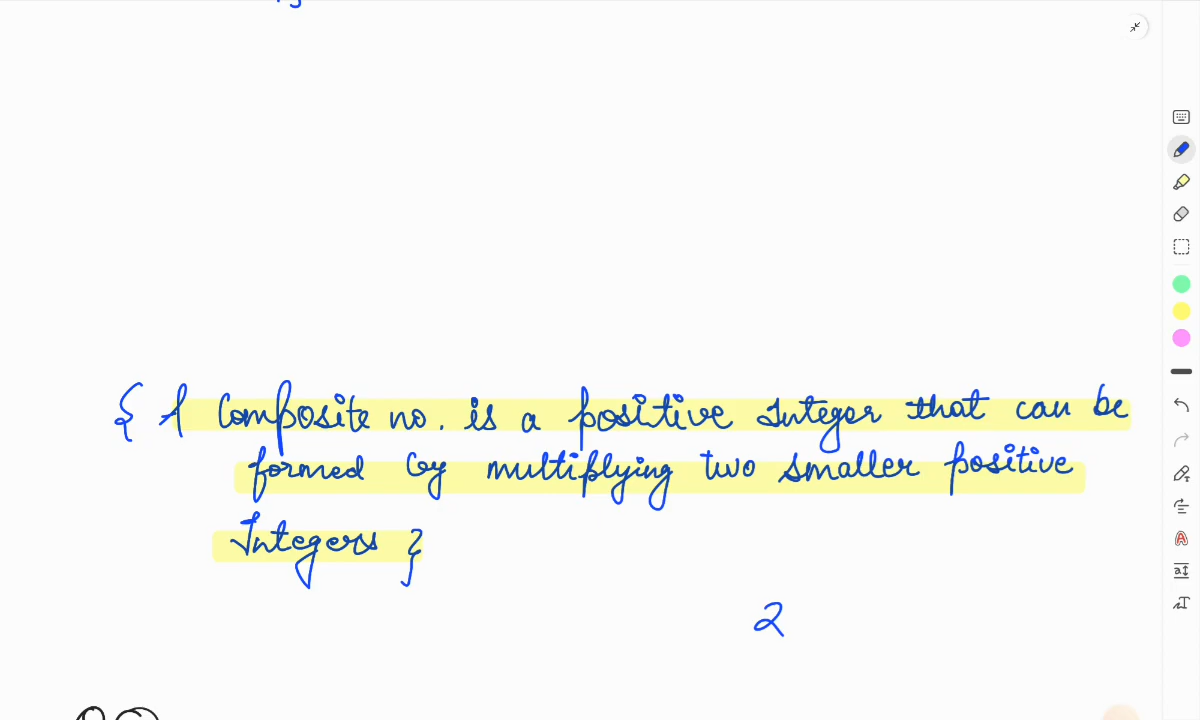 { A Composite no. is a positive Integer that can be
formed by multiplying two smaller positive
Integers }
2